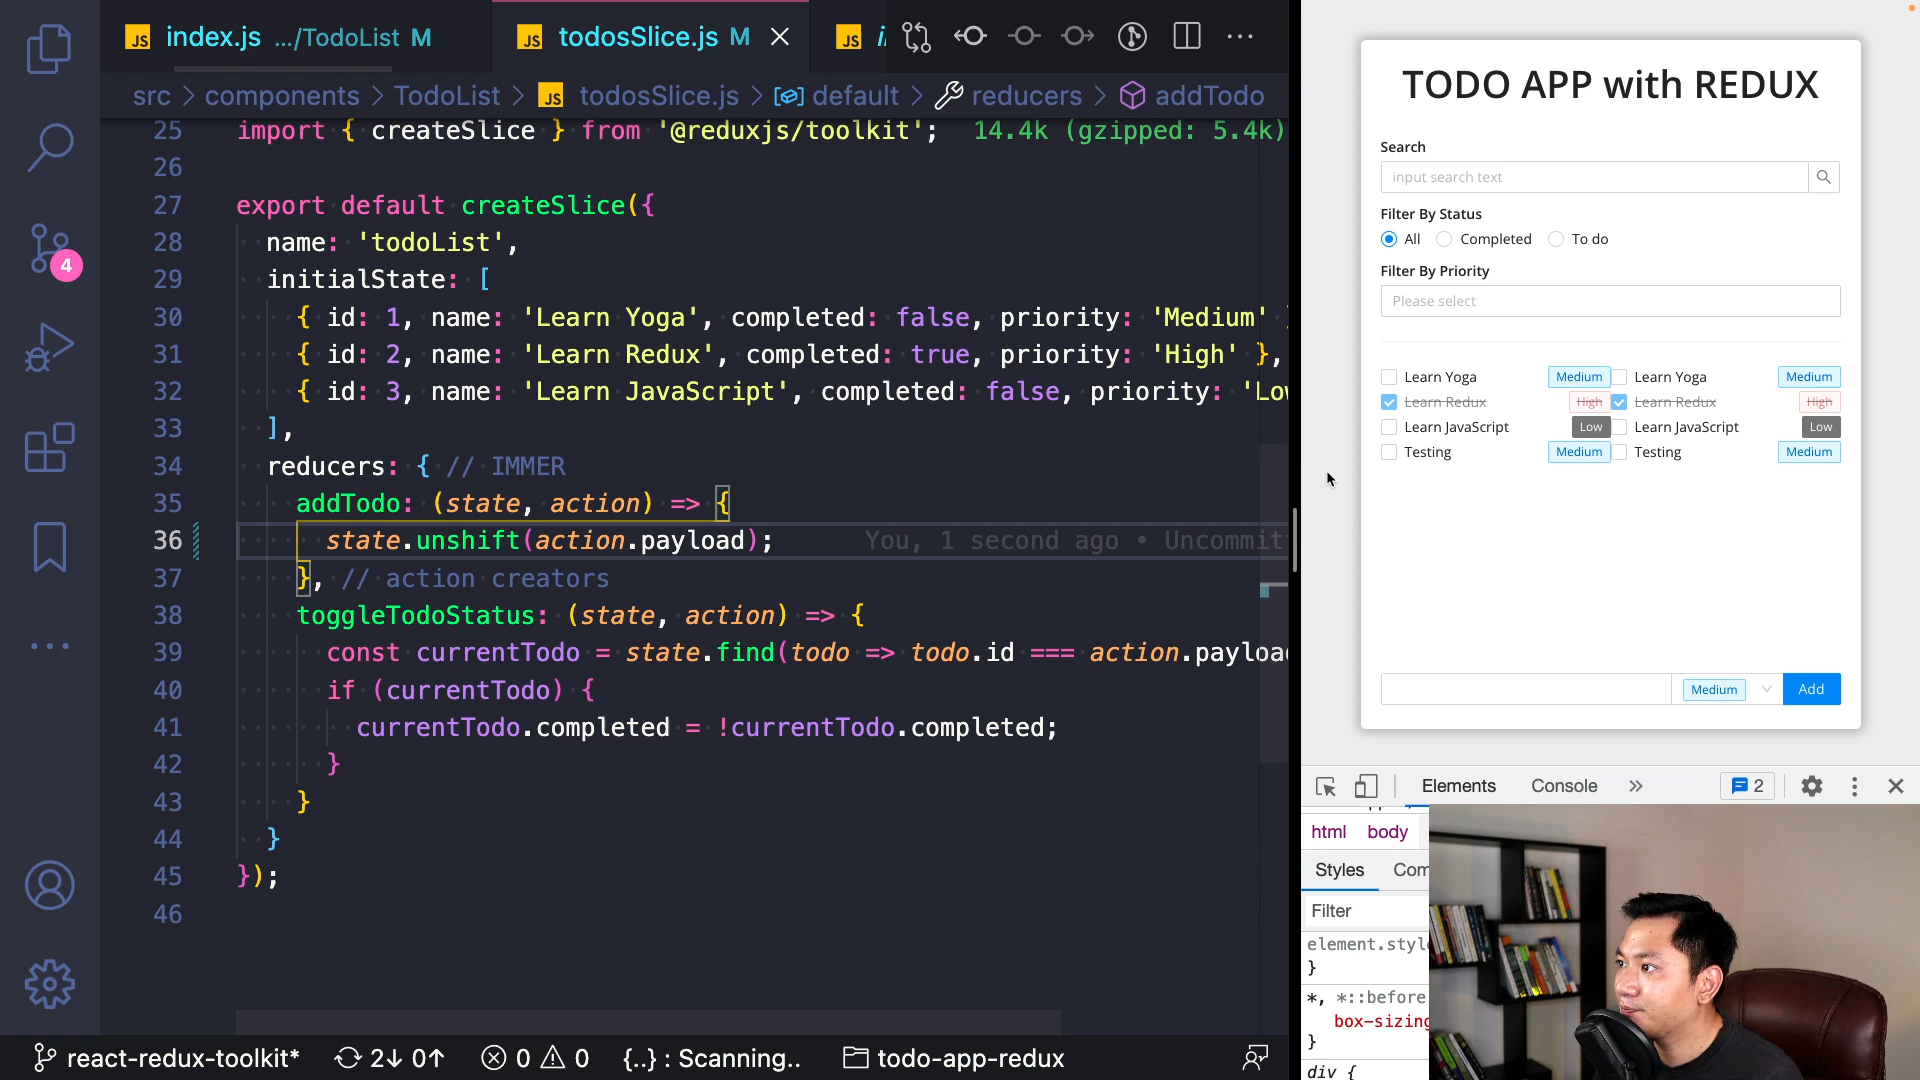 index.js .../TodoList M
todosSlice.js M
src > components > TodoList > todosSlice.js > default > reducers > addTodo
25 import { createSlice } from '@reduxjs/toolkit'; 14.4k (gzipped: 5.4k)
26
27 export default createSlice({
28 name: 'todoList',
29 initialState: [
30 { id: 1, name: 'Learn Yoga', completed: false, priority: 'Medium'
31 { id: 2, name: 'Learn Redux', completed: true, priority: 'High' },
32 { id: 3, name: 'Learn JavaScript', completed: false, priority: 'Lo
33 ],
34 reducers: { // IMMER
35 addTodo: (state, action) => {
36 state.unshift(action.payload); You, 1 second ago • Uncommit
37 }, // action creators
38 toggleTodoStatus: (state, action) => {
39 const currentTodo = state.find(todo => todo.id === action.payloa
40 if (currentTodo) {
41 currentTodo.completed = !currentTodo.completed;
42 }
43 }
44 }
45 });
46
4
react-redux-toolkit* 2↓ 0↑ 0 0 {..} : Scanning.. todo-app-redux
TODO APP with REDUX
Search
input search text
Filter By Status
All Completed To do
Filter By Priority
Please select
Learn Yoga Medium Learn Yoga Medium
Learn Redux High Learn Redux High
Learn JavaScript Low Learn JavaScript Low
Testing Medium Testing Medium
Medium Add
Elements Console » 2
html body
Styles Com
Filter
element.style
}
*, *::before
box-sizing
}
div {